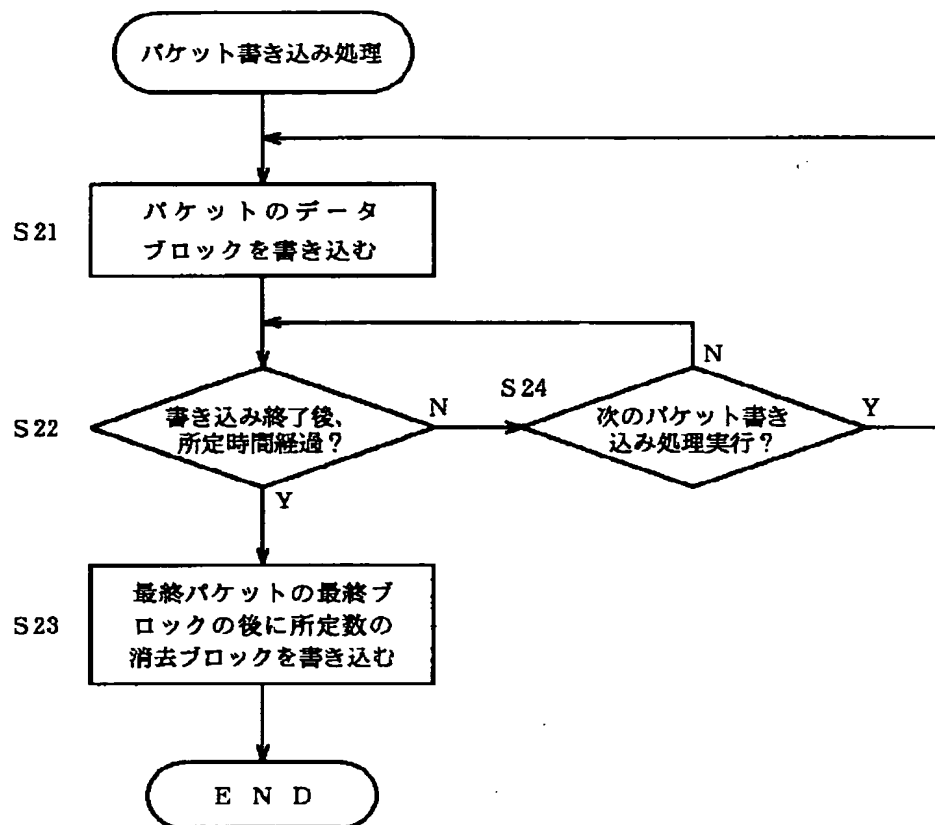 パケット書き込み処理
S21
パケットのデータ
ブロックを書き込む
N
S24
S22
書き込み終了後、
所定時間経過？
N
次のパケット書き
込み処理実行？
Y
Y
S23
最終パケットの最終ブ
ロックの後に所定数の
消去ブロックを書き込む
END